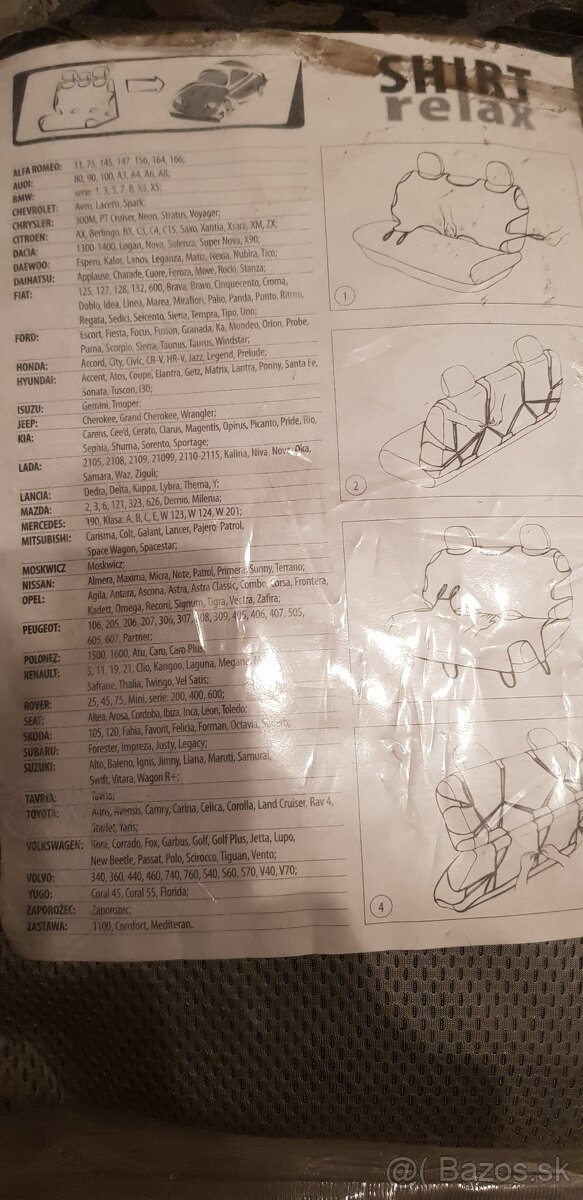 SHIRT
relax
ALFA ROMEO: 33, 75, 145, 147, 156, 164, 166;
AUDI: 80, 90, 100, A3, A4, A6, A8;
BMW: serie. 1, 3, 5, 7, 8, X3, X5;
CHEVROLET: Aveo, Lacetti, Spark;
CHRYSLER: 300M, PT Cruiser, Neon, Stratus, Voyager;
CITROEN: AX, Berlingo, BY, C3, C4, C15, Saxo, Xantia, Xsara, XM, ZX;
DACIA: 1300-1400, Logan, Nova, Solenza, Super Nova, X90;
DAEWOO: Espero, Kalos, Lanos, Leganza, Matiz, Nexia, Nubira, Tico;
DAIHATSU: Applause, Charade, Cuore, Feroza, Move, Rocki, Stanza;
FIAT: 125, 127, 128, 132, 600, Brava, Bravo, Cinquecento, Croma,
Doblo, Idea, Linea, Marea, Mirafiori, Palio, Panda, Punto, Ritmo,
Regata, Sedici, Seicento, Siena, Tempra, Tipo, Uno;
FORD: Escort, Fiesta, Focus, Fusion, Granada, Ka, Mondeo, Orion, Probe,
Puma, Scorpio, Sierra, Taunus, Taurus, Windstar;
HONDA: Accord, City, Civic, CR-V, HR-V, Jazz, Legend, Prelude;
HYUNDAI: Accent, Atos, Coupe, Elantra, Getz, Matrix, Lantra, Ponny, Santa Fe,
Sonata, Tuscon, i30;
ISUZU: Gemini, Trooper;
JEEP: Cherokee, Grand Cherokee, Wrangler;
KIA: Carens, Cee'd, Cerato, Clarus, Magentis, Opirus, Picanto, Pride, Rio,
Sephia, Shuma, Sorento, Sportage;
LADA: 2105, 2108, 2109, 21099, 2110-2115, Kalina, Niva, Nova, Oka,
Samara, Waz, Ziguli;
LANCIA: Dedra, Delta, Kappa, Lybra, Thema, Y;
MAZDA: 2, 3, 6, 121, 323, 626, Demio, Milenia;
MERCEDES: 190, Klasa: A, B, C, E, W 123, W 124, W 201;
MITSUBISHI: Carisma, Colt, Galant, Lancer, Pajero, Patrol,
Space Wagon, Spacestar;
MOSKWICZ Moskwicz;
NISSAN: Almera, Maxima, Micra, Note, Patrol, Primera, Sunny, Terrano;
OPEL: Agila, Antara, Ascona, Astra, Astra Classic, Combo, Corsa, Frontera,
Kadett, Omega, Record, Signum, Tigra, Vectra, Zafira;
PEUGEOT: 106, 205, 206, 207, 306, 307, 308, 309, 405, 406, 407, 505,
605, 607, Partner;
POLONEZ: 1500, 1600, Atu, Caro, Caro Plus;
RENAULT: 5, 11, 19, 21, Clio, Kangoo, Laguna, Megane,
Safrane, Thalia, Twingo, Vel Satis;
ROVER: 25, 45, 75, Mini, serie: 200, 400, 600;
SEAT: Altea, Arosa, Cordoba, Ibiza, Inca, Leon, Toledo;
SKODA: 105, 120, Fabia, Favorit, Felicia, Forman, Octavia,
SUBARU: Forester, Impreza, Justy, Legacy;
SUZUKI: Alto, Baleno, Ignis, Jimny, Liana, Maruti, Samurai,
Swift, Vitara, Wagon R+;
TAVRIA: Tavria;
TOYOTA: Auris, Avensis, Camry, Carina, Celica, Corolla, Land Cruiser, Rav 4,
Starlet, Yaris;
VOLKSWAGEN: Bora, Corrado, Fox, Garbus, Golf, Golf Plus, Jetta, Lupo,
New Beetle, Passat, Polo, Scirocco, Tiguan, Vento;
VOLVO: 340, 360, 440, 460, 740, 760, S40, S60, S70, V40, V70;
YUGO: Coral 45, Coral 55, Florida;
ZAPOROŻEC: Zaporożec;
ZASTAWA: 1100, Comfort, Mediteran.
1
2
4
@( Bazos.sk